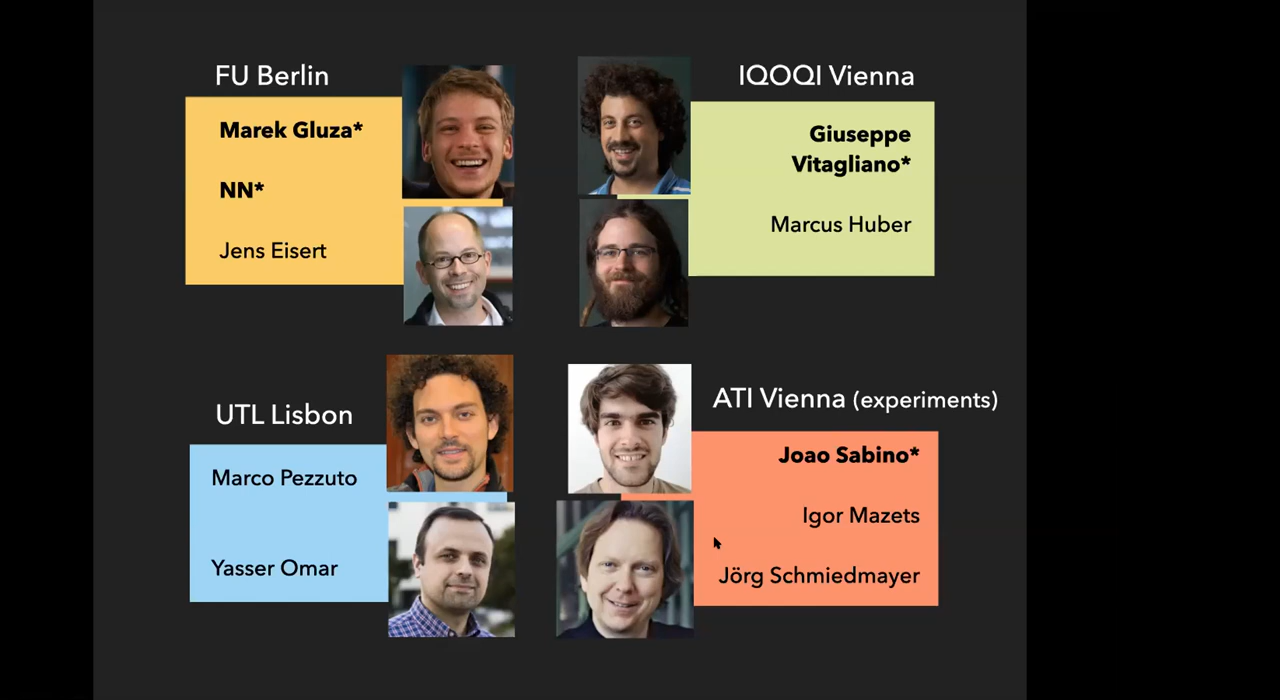 FU Berlin
Marek Gluza*
NN*
Jens Eisert
IQOQI Vienna
Giuseppe
Vitagliano*
Marcus Huber
UTL Lisbon
Marco Pezzuto
Yasser Omar
ATI Vienna (experiments)
Joao Sabino*
Igor Mazets
Jörg Schmiedmayer